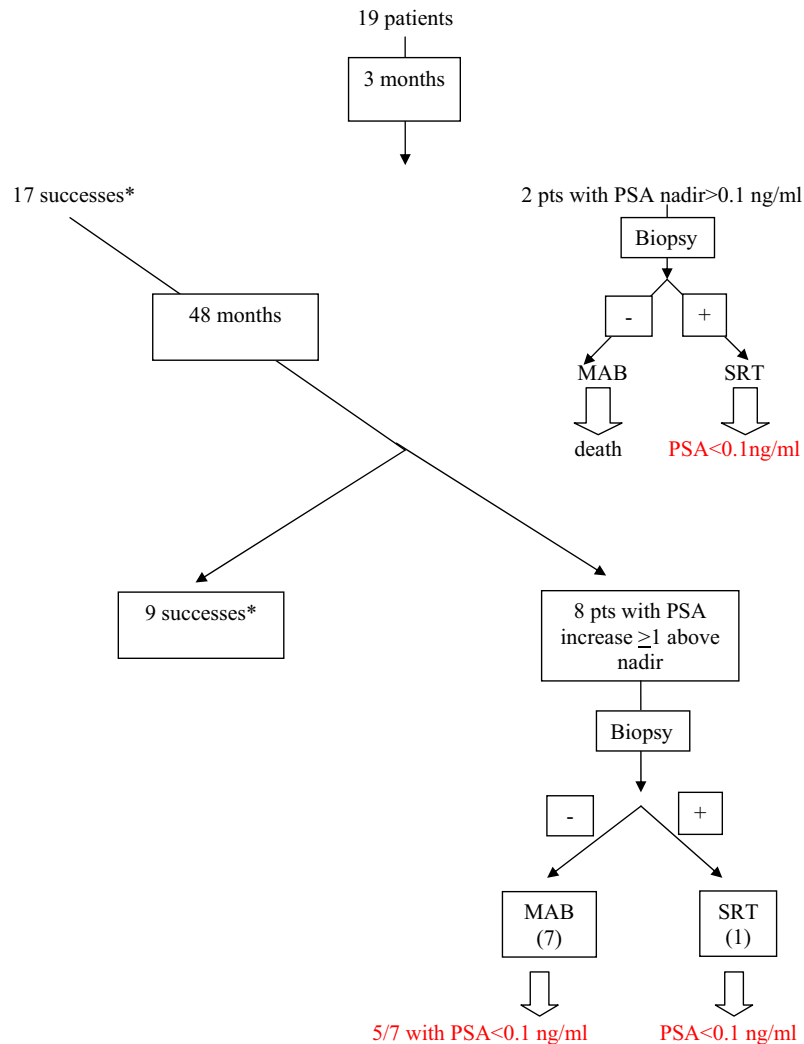 19 patients
3 months
17 successes*
2 pts with PSA nadir>0.1 ng/ml
Biopsy
48 months
-
+
MAB
SRT
death
PSA<0.1ng/ml
9 successes*
8 pts with PSA
increase ≥1 above
nadir
Biopsy
-
+
MAB
(7)
SRT
(1)
5/7 with PSA<0.1 ng/ml
PSA<0.1 ng/ml